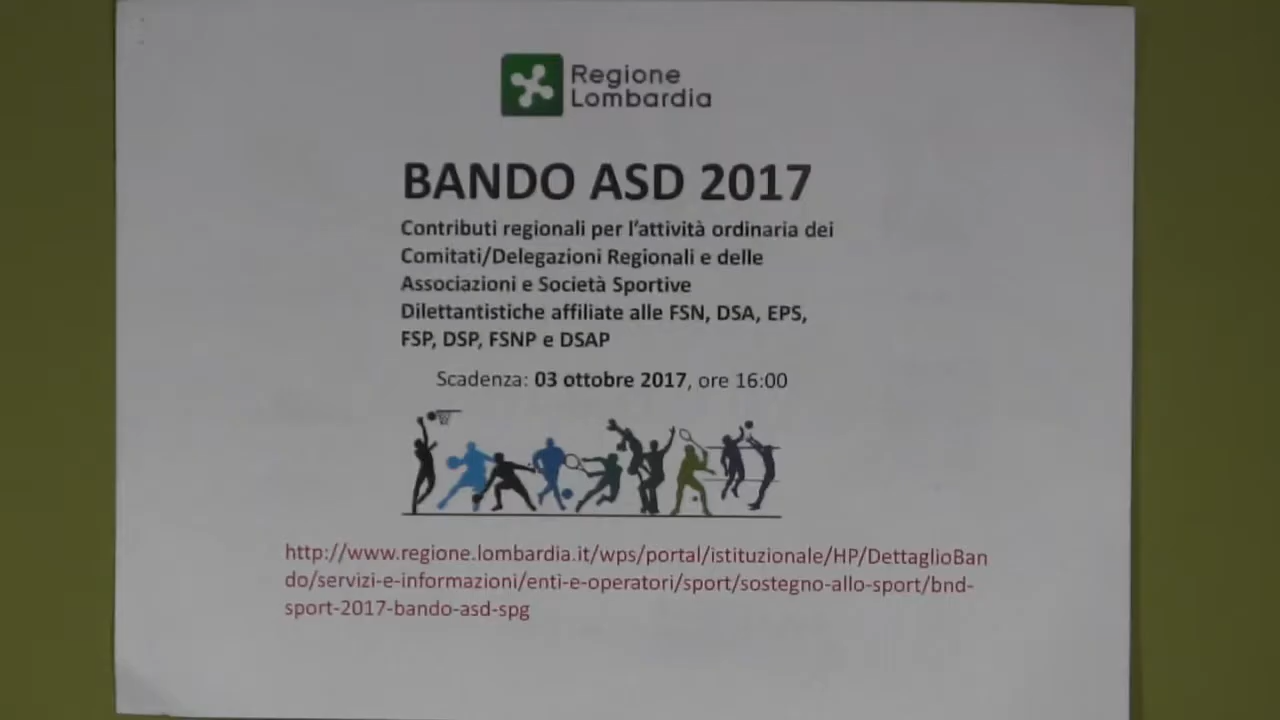 Regione
Lombardia
BANDO ASD 2017
Contributi regionali per l'attività ordinaria dei
Comitati/Delegazioni Regionali e delle
Associazioni e Società Sportive
Dilettantistiche affiliate alle FSN, DSA, EPS,
FSP, DSP, FSNP e DSAP
Scadenza: 03 ottobre 2017, ore 16:00
http://www.regione.lombardia.it/wps/portal/istituzionale/HP/DettaglioBan
do/servizi-e-informazioni/enti-e-operatori/sport/sostegno-allo-sport/bnd-
sport-2017-bando-asd-spg